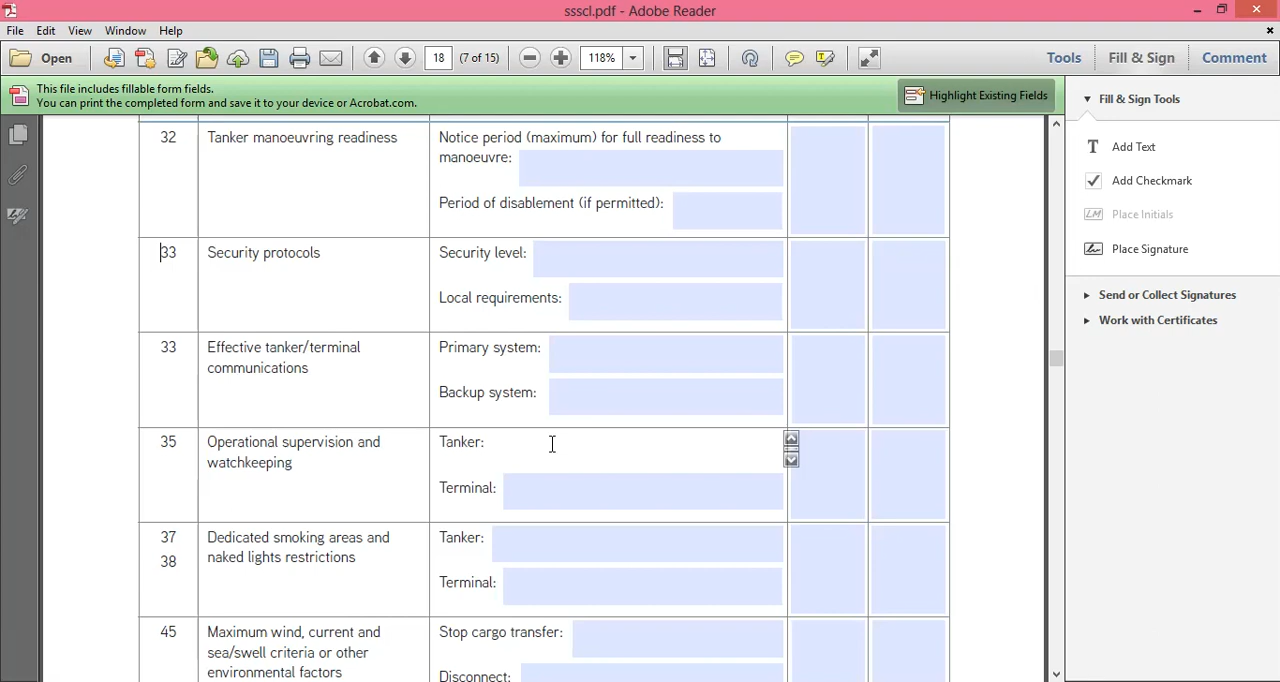 ssscl.pdf - Adobe Reader
File Edit View Window Help
Open 18 (7 of 15) 118% Tools Fill & Sign Comment
This file includes fillable form fields.
You can print the completed form and save it to your device or Acrobat.com.
Highlight Existing Fields
Fill & Sign Tools
Add Text
Add Checkmark
LM Place Initials
Place Signature
Send or Collect Signatures
Work with Certificates
32 Tanker manoeuvring readiness Notice period (maximum) for full readiness to
manoeuvre:
Period of disablement (if permitted):
33 Security protocols Security level:
Local requirements:
33 Effective tanker/terminal Primary system:
communications
Backup system:
35 Operational supervision and Tanker:
watchkeeping
Terminal:
37 Dedicated smoking areas and Tanker:
38 naked lights restrictions
Terminal:
45 Maximum wind, current and Stop cargo transfer:
sea/swell criteria or other
environmental factors Disconnect: